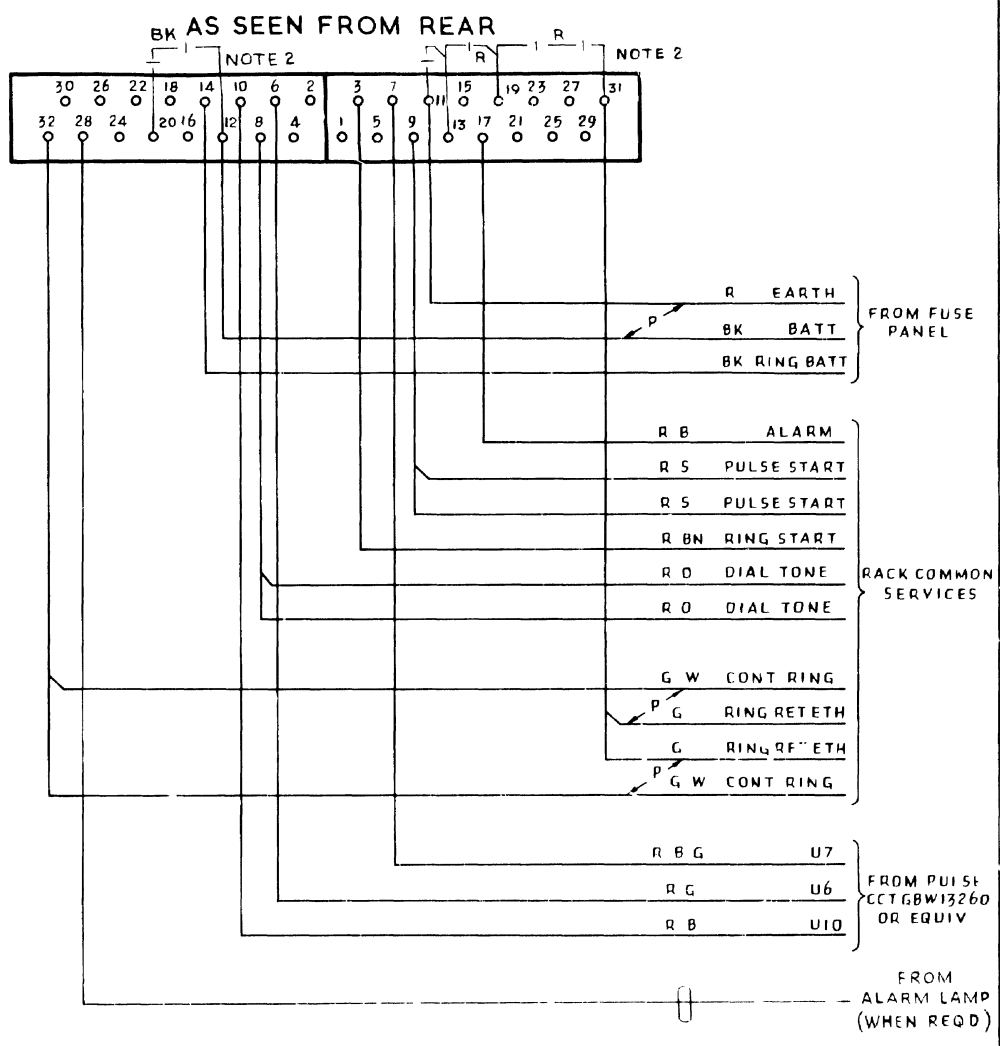 BK AS SEEN FROM REAR
R
NOTE 2 R NOTE 2
30 26 22 18 14 10 6 2 3 7 11 15 19 23 27 31
32 28 24 20 16 12 8 4 1 5 9 13 17 21 25 29
R EARTH
P
BK BATT
BK RING BATT
FROM FUSE
PANEL
R B ALARM
R S PULSE START
R S PULSE START
R BN RING START
R O DIAL TONE
R O DIAL TONE
G W CONT RING
P
G RING RET ETH
G RING RET ETH
P
G W CONT RING
RACK COMMON
SERVICES
R B G U7
R G U6
R B U10
FROM PULSE
CCT GBW13260
OR EQUIV
FROM
ALARM LAMP
(WHEN REQD)